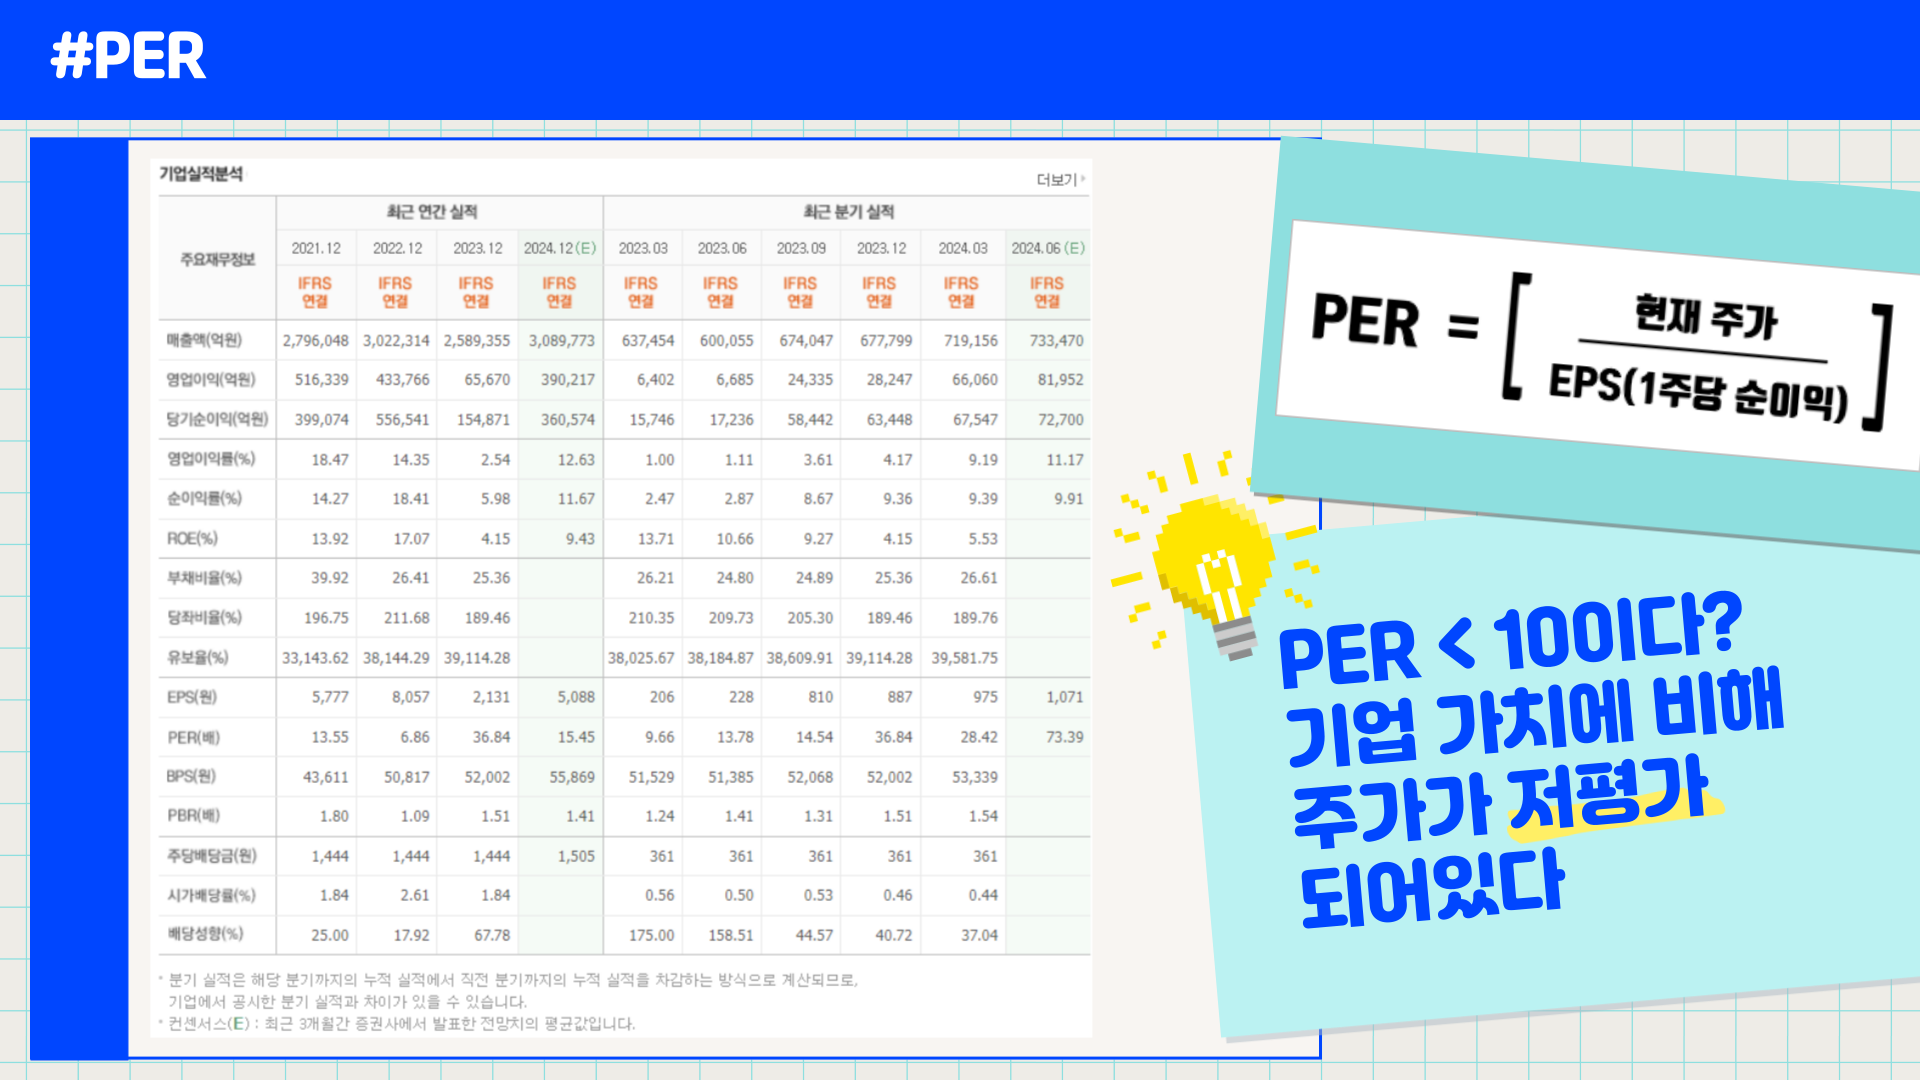 #PER
기업실적분석
더보기
주요재무정보 최근 연간 실적 최근 분기 실적
2021.12 2022.12 2023.12 2024.12(E) 2023.03 2023.06 2023.09 2023.12 2024.03 2024.06(E)
IFRS IFRS IFRS IFRS IFRS IFRS IFRS IFRS IFRS IFRS
연결 연결 연결 연결 연결 연결 연결 연결 연결 연결
매출액(억원) 2,796,048 3,022,314 2,589,355 3,089,773 637,454 600,055 674,047 677,799 719,156 733,470
영업이익(억원) 516,339 433,766 65,670 390,217 6,402 6,685 24,335 28,247 66,060 81,952
당기순이익(억원) 399,074 556,541 154,871 360,574 15,746 17,236 58,442 63,448 67,547 72,700
영업이익률(%) 18.47 14.35 2.54 12.63 1.00 1.11 3.61 4.17 9.19 11.17
순이익률(%) 14.27 18.41 5.98 11.67 2.47 2.87 8.67 9.36 9.39 9.91
ROE(%) 13.92 17.07 4.15 9.43 13.71 10.66 9.27 4.15 5.53
부채비율(%) 39.92 26.41 25.36 26.21 24.80 24.89 25.36 26.61
당좌비율(%) 196.75 211.68 189.46 210.35 209.73 205.30 189.46 189.76
유보율(%) 33,143.62 38,144.29 39,114.28 38,025.67 38,184.87 38,609.91 39,114.28 39,581.75
EPS(원) 5,777 8,057 2,131 5,088 206 228 810 887 975 1,071
PER(배) 13.55 6.86 36.84 15.45 9.66 13.78 14.54 36.84 28.42 73.39
BPS(원) 43,611 50,817 52,002 55,869 51,529 51,385 52,068 52,002 53,339
PBR(배) 1.80 1.09 1.51 1.41 1.24 1.41 1.31 1.51 1.54
주당배당금(원) 1,444 1,444 1,444 1,505 361 361 361 361 361
시가배당률(%) 1.84 2.61 1.84 0.56 0.50 0.53 0.46 0.44
배당성향(%) 25.00 17.92 67.78 175.00 158.51 44.57 40.72 37.04
* 분기 실적은 해당 분기까지의 누적 실적에서 직전 분기까지의 누적 실적을 차감하는 방식으로 계산되므로,
기업에서 공시한 분기 실적과 차이가 있을 수 있습니다.
* 컨센서스(E) : 최근 3개월간 증권사에서 발표한 전망치의 평균값입니다.
PER = [ 현재 주가
EPS(1주당 순이익) ]
PER < 10이다?
기업 가치에 비해
주가가 저평가
되어있다